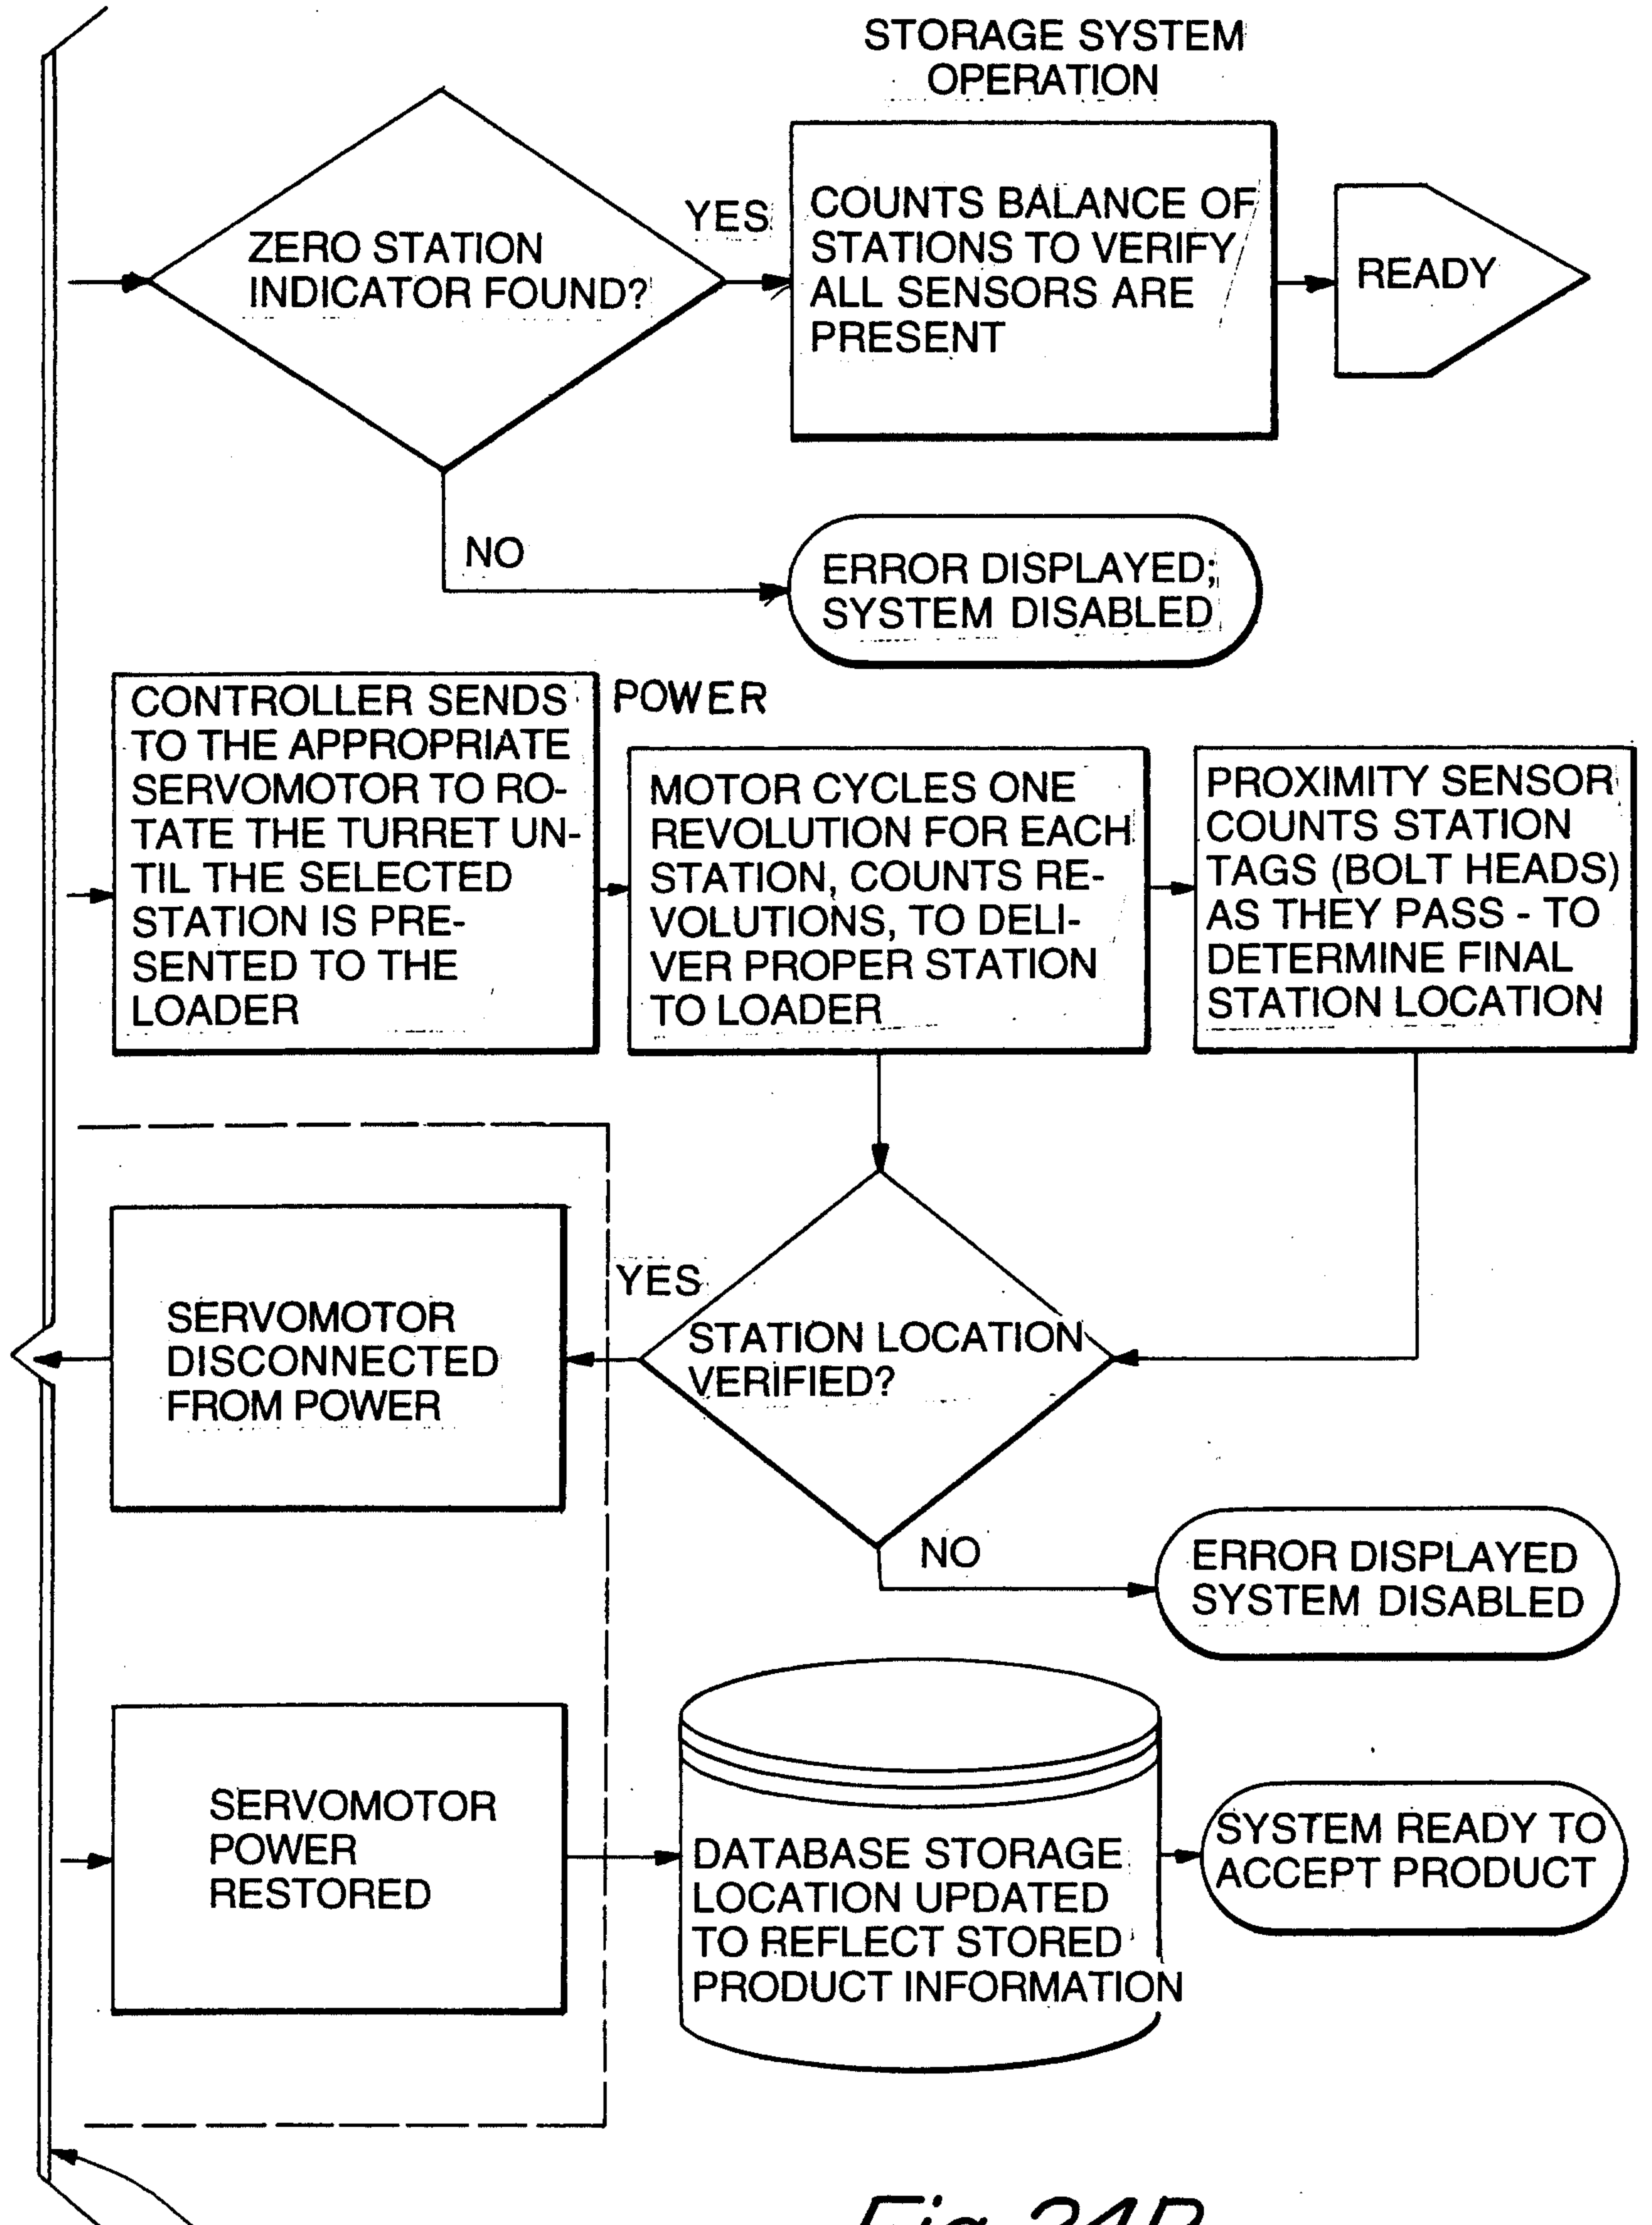 STORAGE SYSTEM
OPERATION
ZERO STATION
INDICATOR FOUND?
YES
COUNTS BALANCE OF
STATIONS TO VERIFY
ALL SENSORS ARE
PRESENT
READY
NO
ERROR DISPLAYED;
SYSTEM DISABLED
CONTROLLER SENDS
POWER
TO THE APPROPRIATE
SERVOMOTOR TO RO-
TATE THE TURRET UN-
TIL THE SELECTED
STATION IS PRE-
SENTED TO THE
LOADER
MOTOR CYCLES ONE
REVOLUTION FOR EACH
STATION, COUNTS RE-
VOLUTIONS, TO DELI-
VER PROPER STATION
TO LOADER
PROXIMITY SENSOR
COUNTS STATION
TAGS (BOLT HEADS)
AS THEY PASS - TO
DETERMINE FINAL
STATION LOCATION
STATION LOCATION
VERIFIED?
YES
SERVOMOTOR
DISCONNECTED
FROM POWER
NO
ERROR DISPLAYED
SYSTEM DISABLED
SERVOMOTOR
POWER
RESTORED
DATABASE STORAGE
LOCATION UPDATED
TO REFLECT STORED
PRODUCT INFORMATION
SYSTEM READY TO
ACCEPT PRODUCT